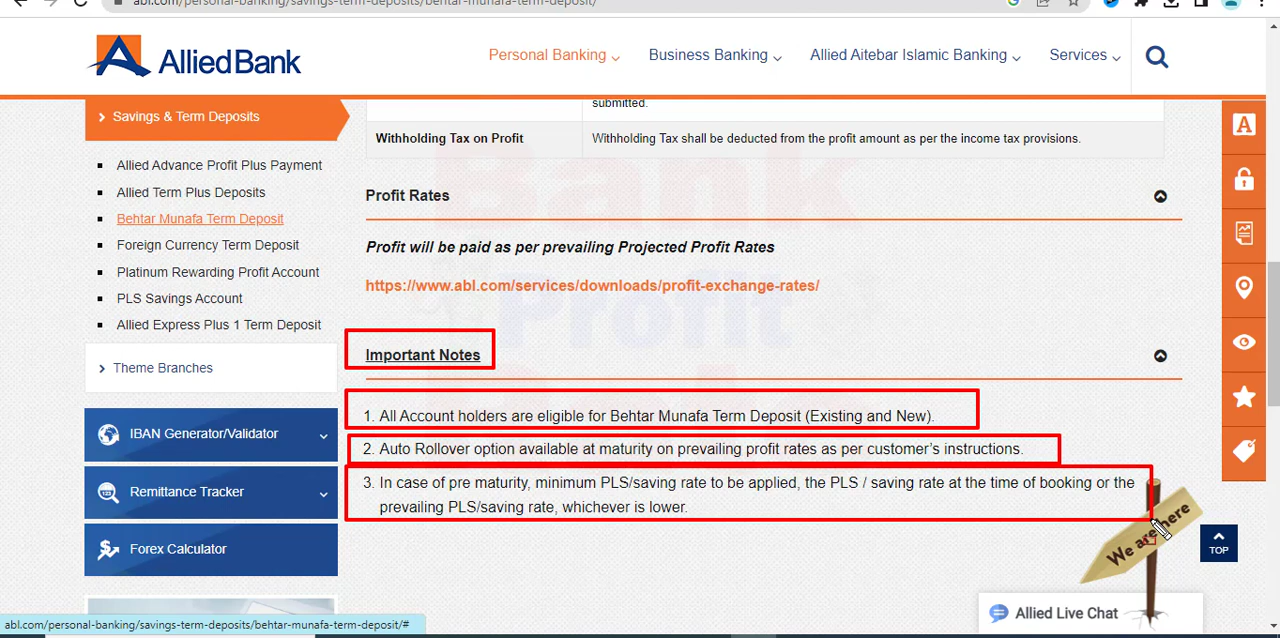 abl.com/personal-banking/savings-term-deposits/behtar-munafa-term-deposit/
AlliedBank
Personal Banking
Business Banking
Allied Aitebar Islamic Banking
Services
Savings & Term Deposits
Allied Advance Profit Plus Payment
Allied Term Plus Deposits
Behtar Munafa Term Deposit
Foreign Currency Term Deposit
Platinum Rewarding Profit Account
PLS Savings Account
Allied Express Plus 1 Term Deposit
Theme Branches
IBAN Generator/Validator
Remittance Tracker
Forex Calculator
submitted.
Withholding Tax on Profit
Withholding Tax shall be deducted from the profit amount as per the income tax provisions.
Bank
Profit Rates
Profit will be paid as per prevailing Projected Profit Rates
https://www.abl.com/services/downloads/profit-exchange-rates/
Profit
Important Notes
1. All Account holders are eligible for Behtar Munafa Term Deposit (Existing and New).
2. Auto Rollover option available at maturity on prevailing profit rates as per customer’s instructions.
3. In case of pre maturity, minimum PLS/saving rate to be applied, the PLS / saving rate at the time of booking or the
prevailing PLS/saving rate, whichever is lower.
A
We are here
TOP
Allied Live Chat
abl.com/personal-banking/savings-term-deposits/behtar-munafa-term-deposit/#